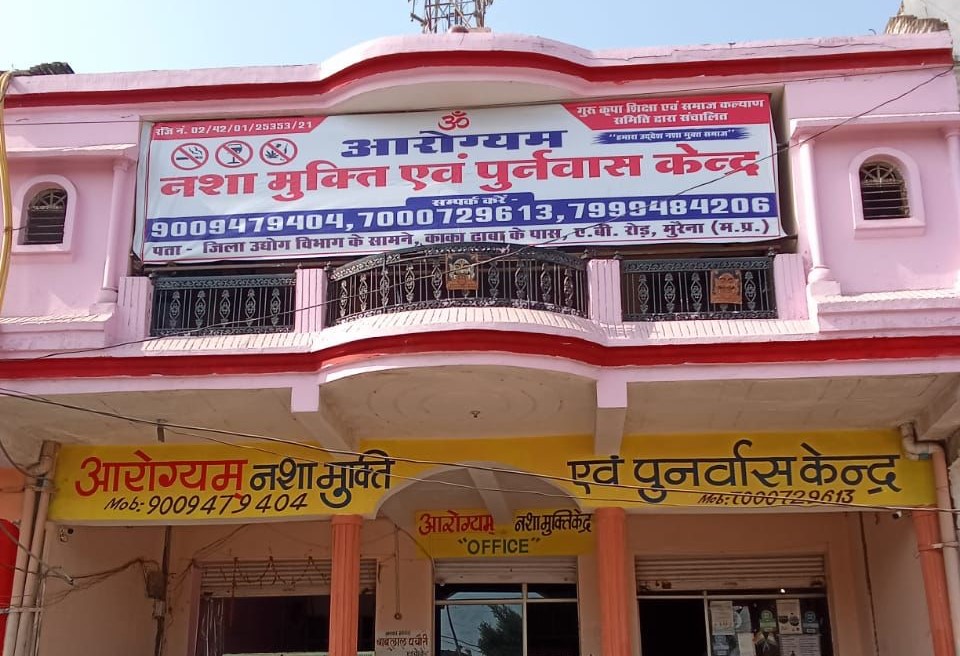 रजि नं. 02/42/01/25353/21
ॐ
गुरु कृपा शिक्षा एवं समाज कल्याण
समिति द्वारा संचालित
"हमारा उद्देश नशा मुक्त समाज"
आरोग्यम
नशा मुक्ति एवं पुर्नवास केन्द्र
सम्पर्क करें -
9009479404,7000729613,7999484206
पता - जिला उद्योग विभाग के सामने, काका ढाबा के पास, ए.बी. रोड़, मुरैना (म.प्र.)
आरोग्यम् नशा मुक्ति एवं पुनर्वास केन्द्र
Mob:- 9009479404 Mob:-7000729613
आरोग्यम् नशामुक्तिकेंद्र
"OFFICE"